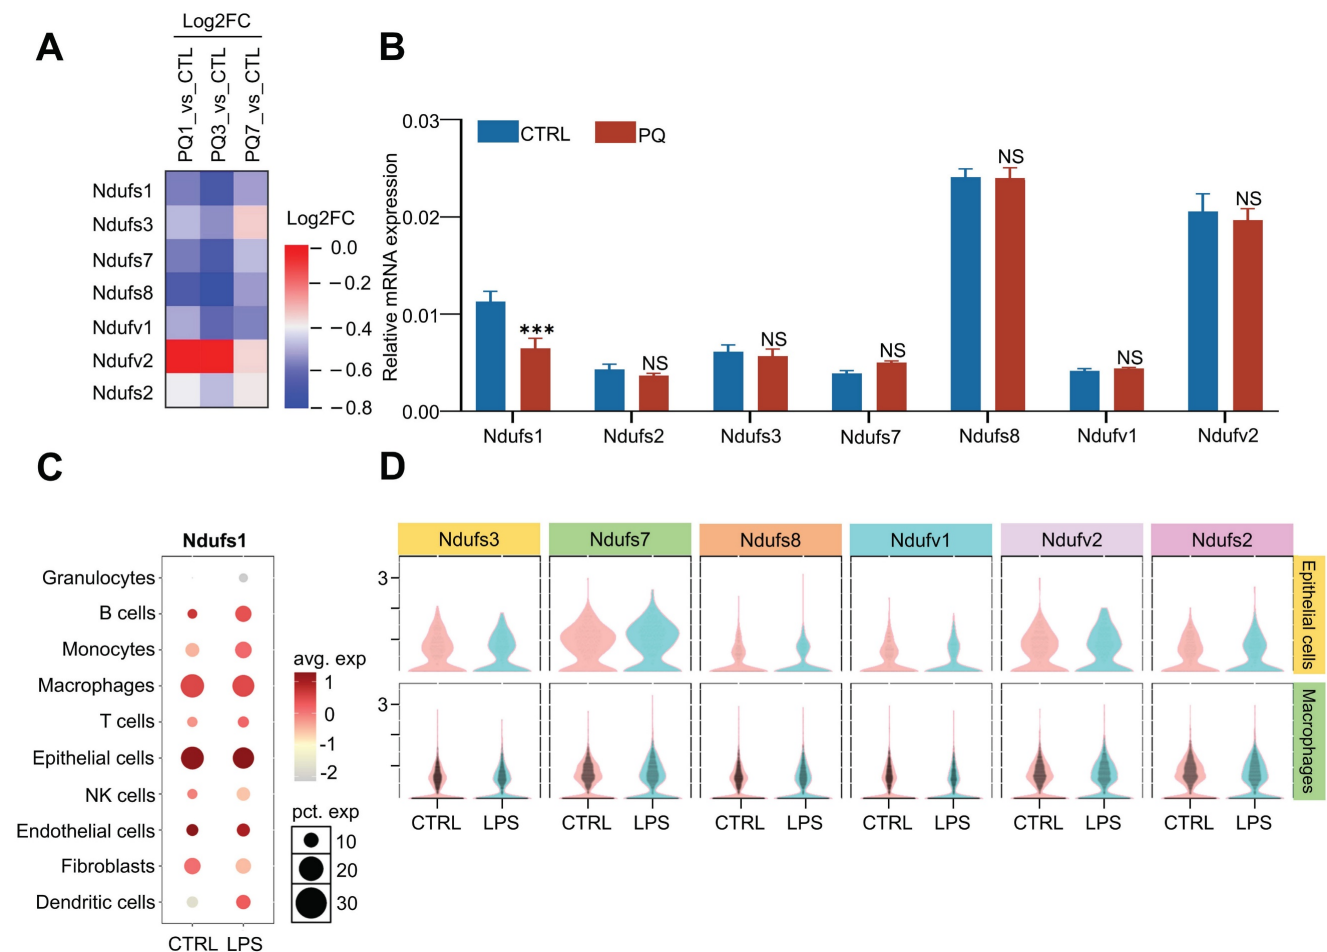 A
Log2FC
PQ1_vs_CTL
PQ3_vs_CTL
PQ7_vs_CTL
Ndufs1
Ndufs3
Ndufs7
Ndufs8
Ndufv1
Ndufv2
Ndufs2
Log2FC
0.0
−0.2
−0.4
−0.6
−0.8
B
Relative mRNA expression
0.03
0.02
0.01
0.00
CTRL
PQ
***
NS
NS
NS
NS
NS
NS
Ndufs1
Ndufs2
Ndufs3
Ndufs7
Ndufs8
Ndufv1
Ndufv2
C
Ndufs1
Granulocytes
B cells
Monocytes
Macrophages
T cells
Epithelial cells
NK cells
Endothelial cells
Fibroblasts
Dendritic cells
CTRL LPS
avg. exp
1
0
-1
-2
pct. exp
10
20
30
D
Ndufs3
Ndufs7
Ndufs8
Ndufv1
Ndufv2
Ndufs2
3
Epithelial cells
3
Macrophages
CTRL LPS
CTRL LPS
CTRL LPS
CTRL LPS
CTRL LPS
CTRL LPS